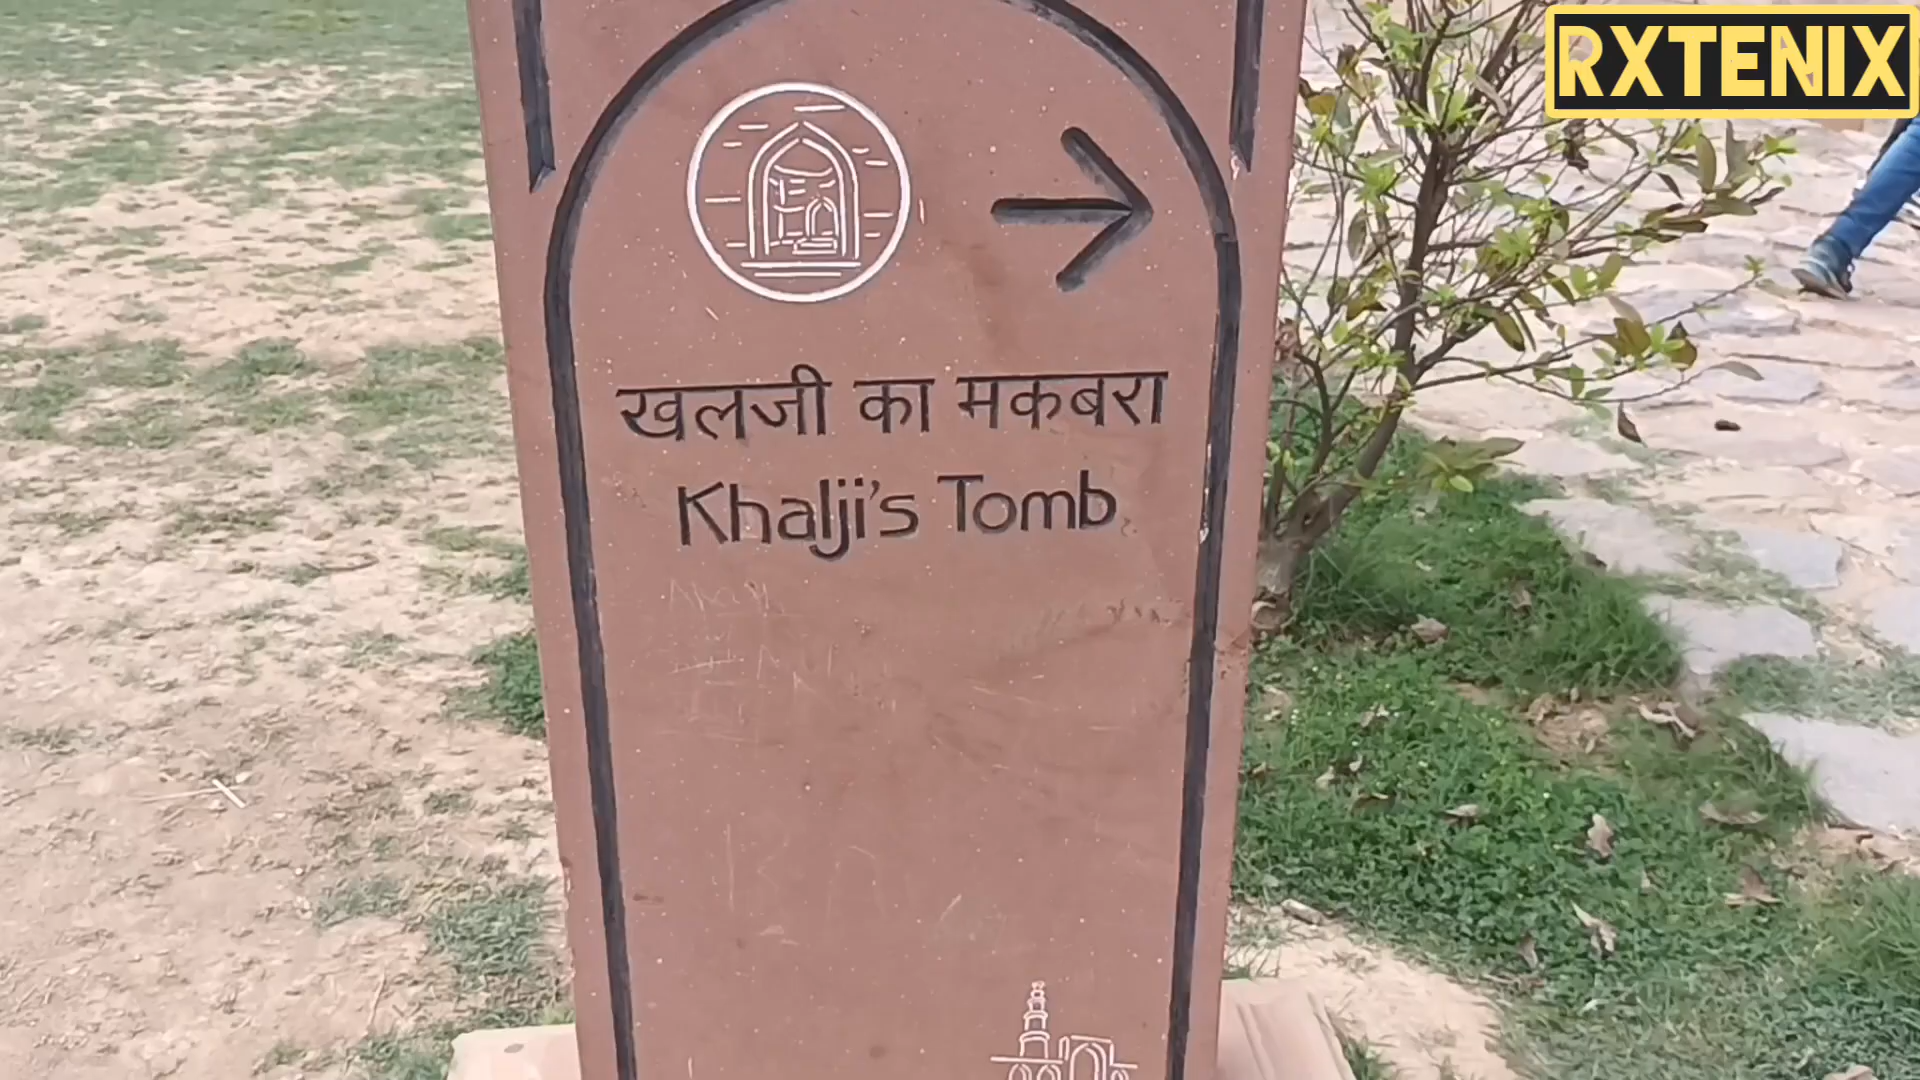 RXTENIX
खलजी का मकबरा
Khalji's Tomb